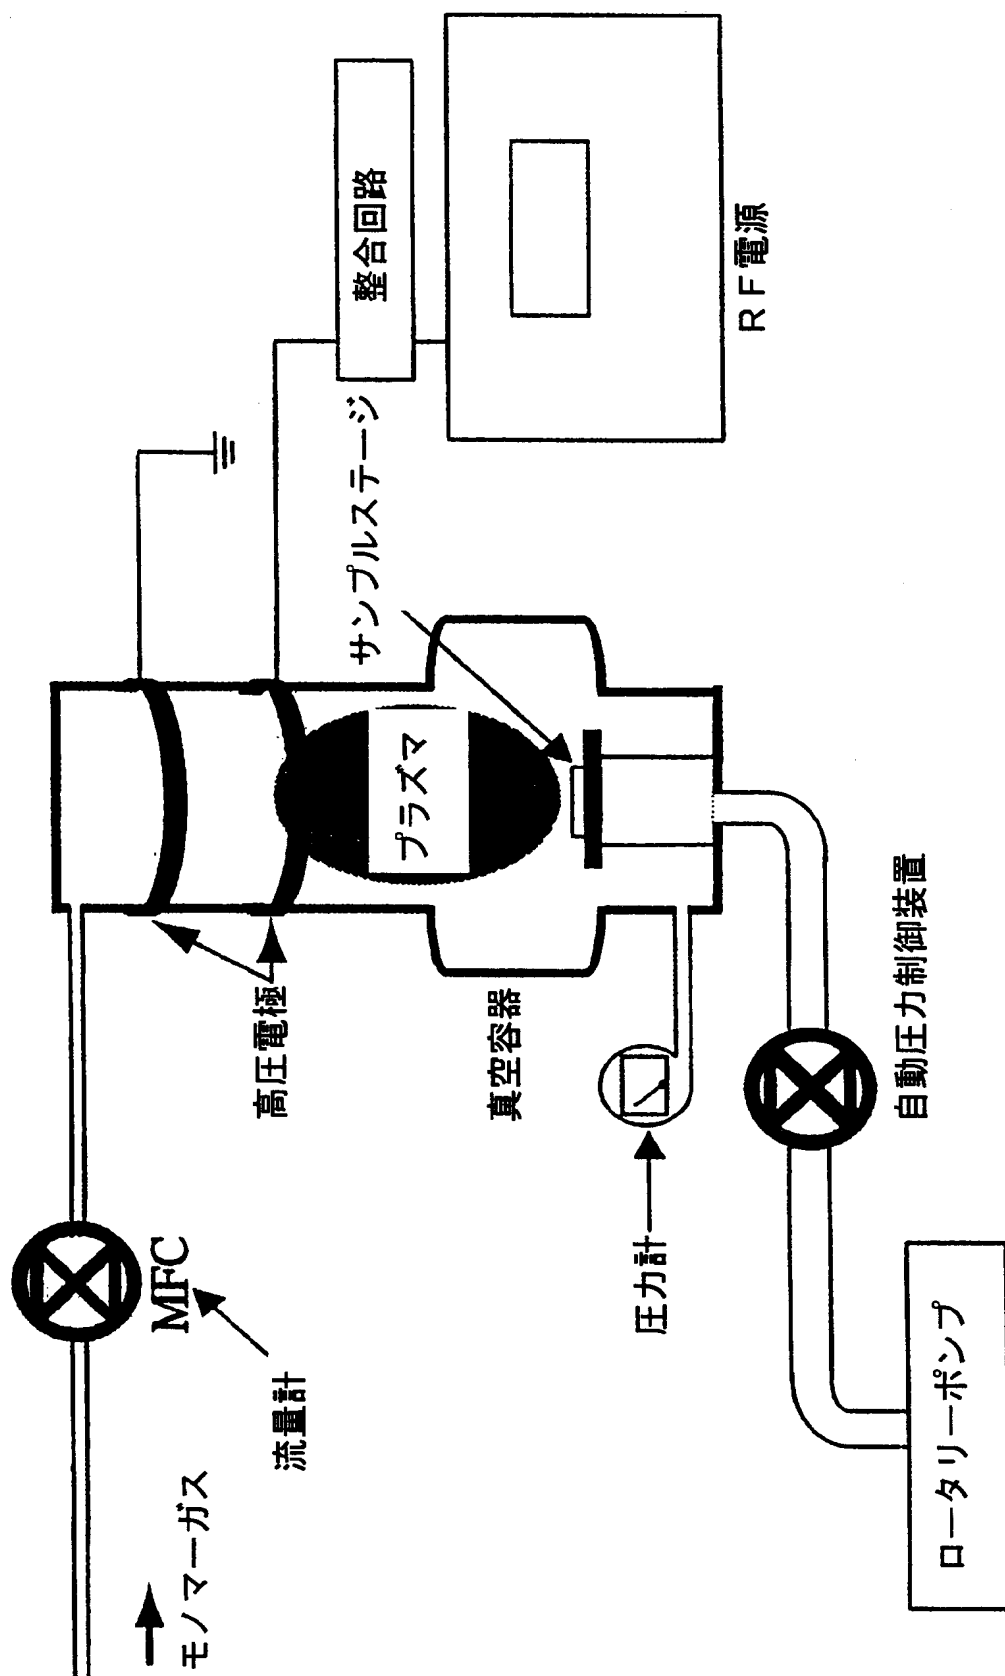 モノマーガス
MFC
流量計
高圧電極
プラズマ
真空容器
サンプルステージ
整合回路
RF電源
圧力計
自動圧力制御装置
ロータリーポンプ